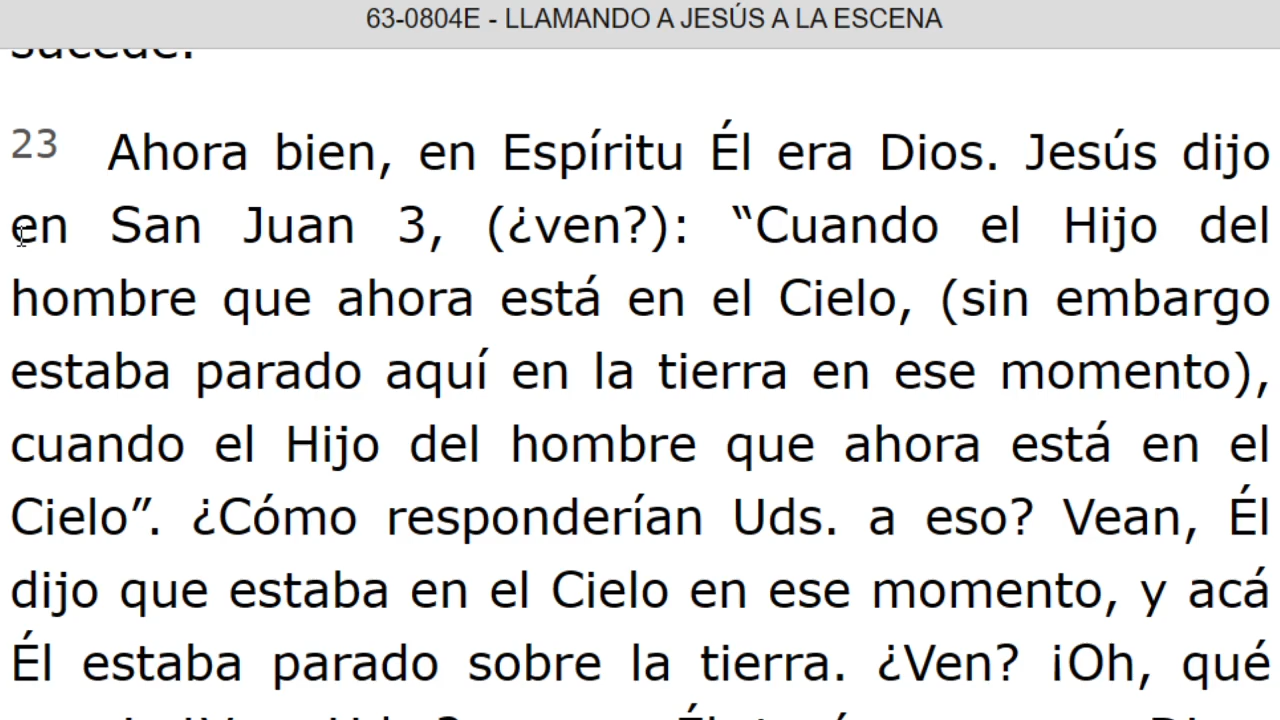 63-0804E - LLAMANDO A JESÚS A LA ESCENA
sucede.
23 Ahora bien, en Espíritu Él era Dios. Jesús dijo
en San Juan 3, (¿ven?): “Cuando el Hijo del
hombre que ahora está en el Cielo, (sin embargo
estaba parado aquí en la tierra en ese momento),
cuando el Hijo del hombre que ahora está en el
Cielo”. ¿Cómo responderían Uds. a eso? Vean, Él
dijo que estaba en el Cielo en ese momento, y acá
Él estaba parado sobre la tierra. ¿Ven? ¡Oh, qué